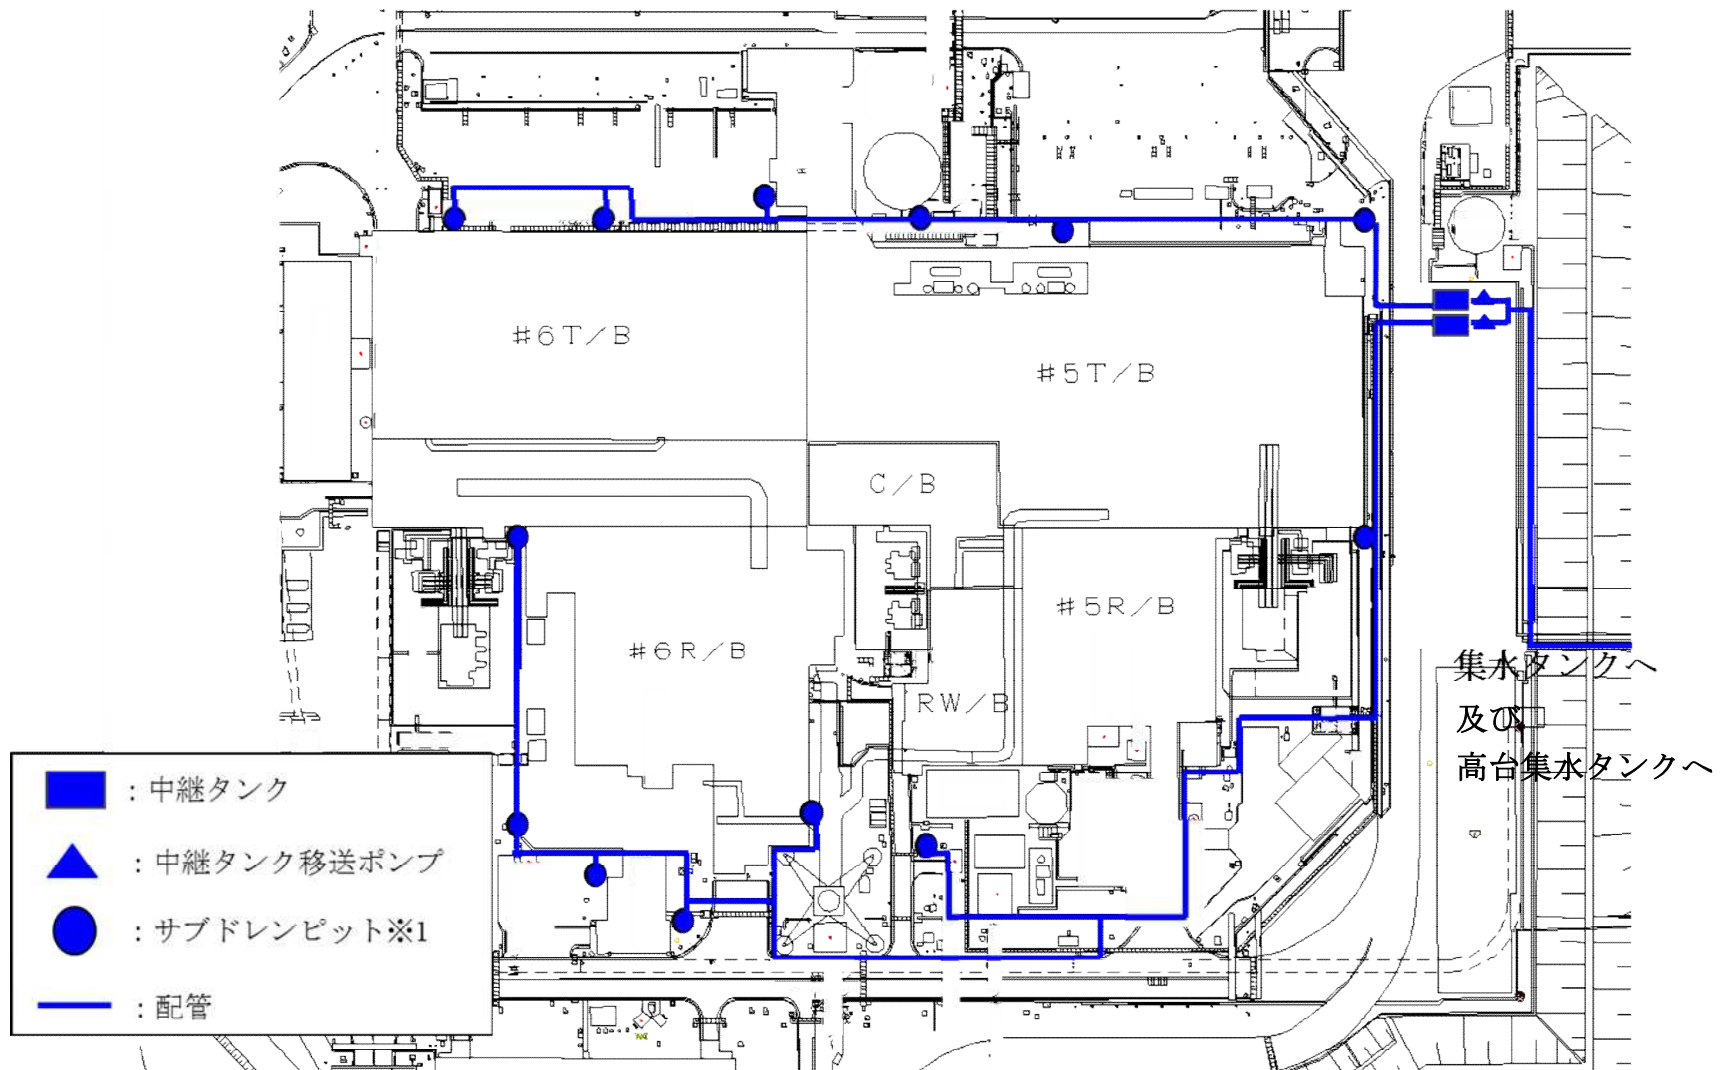 #6T/B
#5T/B
C/B
#5R/B
#6R/B
RW/B
集水タンクへ
及び
高台集水タンクへ
：中継タンク
：中継タンク移送ポンプ
：サブドレンピット※1
：配管